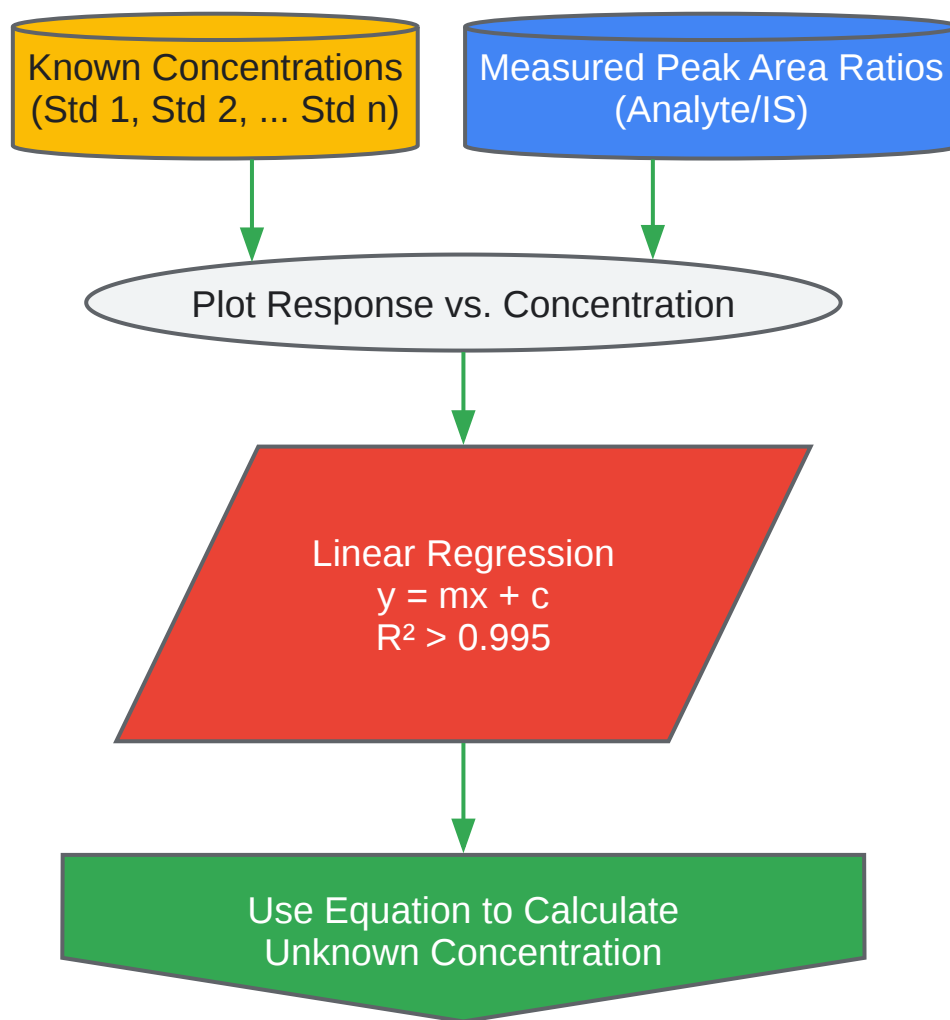 Known Concentrations
(Std 1, Std 2, ... Std n)
Measured Peak Area Ratios
(Analyte/IS)
Plot Response vs. Concentration
Linear Regression
y = mx + c
R² > 0.995
Use Equation to Calculate
Unknown Concentration